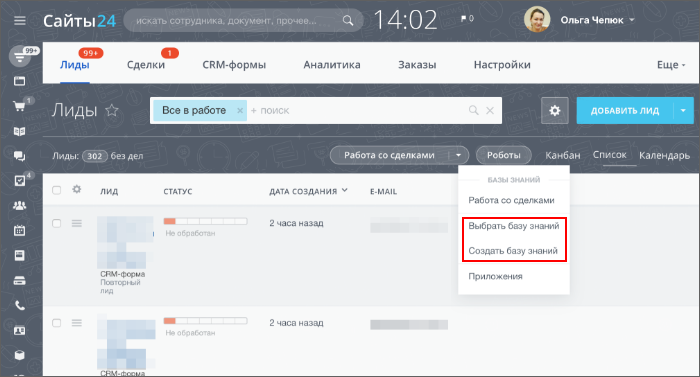 Сайты24
искать сотрудника, документ, прочее...
14:02
0
Ольга Чепюк
99+
99+
1
Лиды
Сделки
CRM-формы
Аналитика
Заказы
Настройки
Еще
1
Лиды
Все в работе
+ поиск
ДОБАВИТЬ ЛИД
Лиды: 302 без дел
Работа со сделками
Роботы
Канбан
Список
Календарь
4
БАЗЫ ЗНАНИЙ
Работа со сделками
Выбрать базу знаний
Создать базу знаний
Приложения
ЛИД
СТАТУС
ДАТА СОЗДАНИЯ
E-MAIL
2 часа назад
Не обработан
CRM-форма
Повторный
лид
2 часа назад
Не обработан
CRM-форма